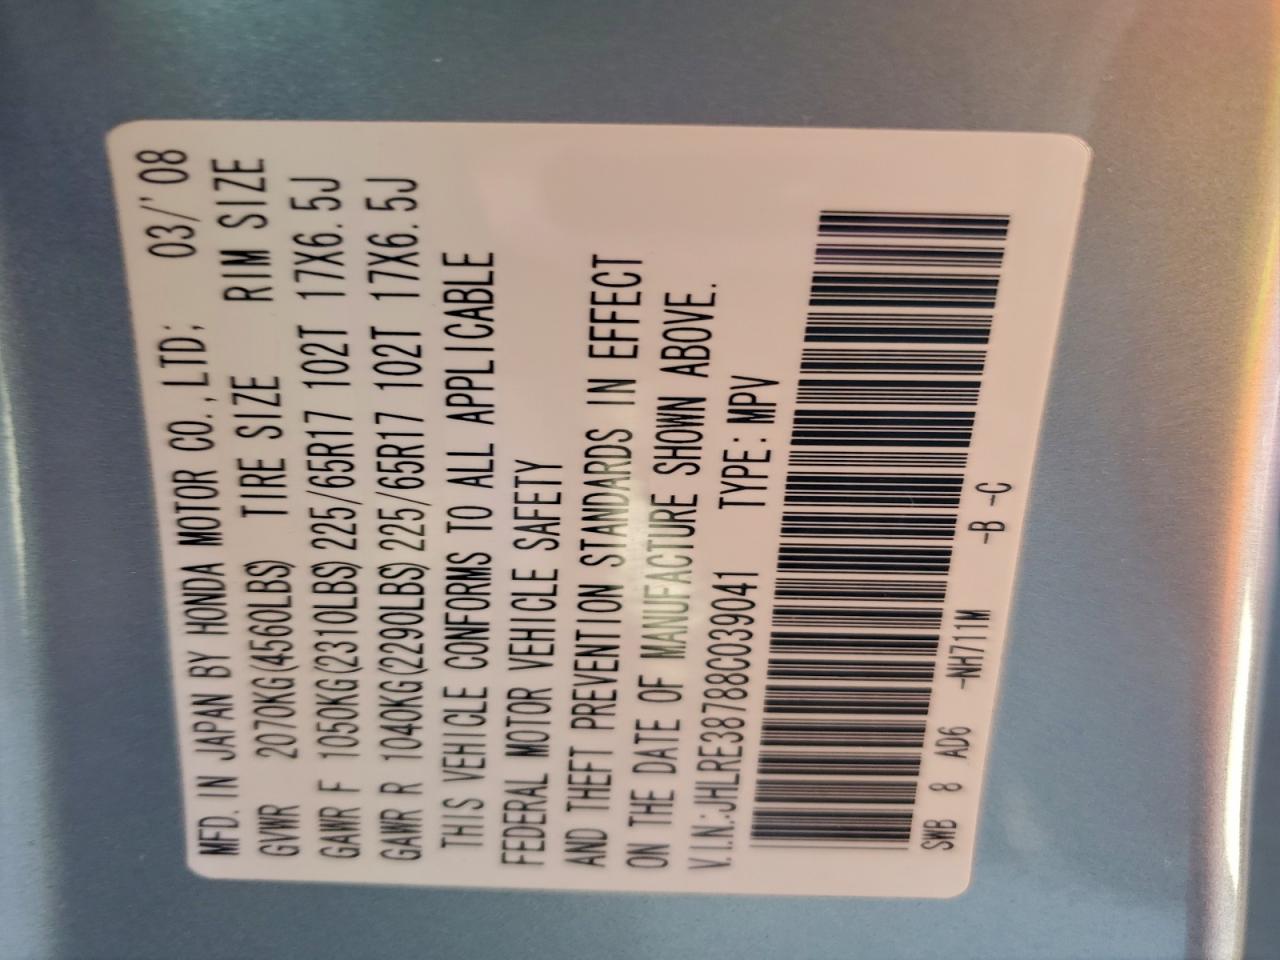 MFD. IN JAPAN BY HONDA MOTOR CO.,LTD; 03/'08
GVWR 2070KG(4560LBS) TIRE SIZE RIM SIZE
GAWR F 1050KG(2310LBS)225/65R17 102T 17X6.5J
GAWR R 1040KG(2290LBS)225/65R17 102T 17X6.5J
THIS VEHICLE CONFORMS TO ALL APPLICABLE
FEDERAL MOTOR VEHICLE SAFETY
AND THEFT PREVENTION STANDARDS IN EFFECT
ON THE DATE OF MANUFACTURE SHOWN ABOVE.
V.I.N.:JHLRE38788C039041 TYPE: MPV
SWB 8 AD6 -NH711M -B -C